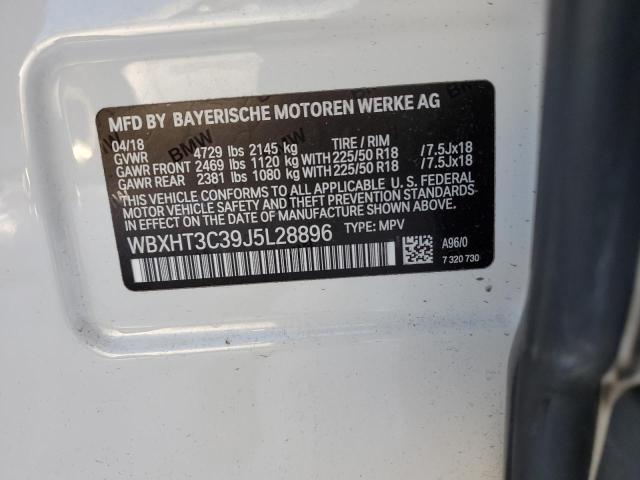 MFD BY BAYERISCHE MOTOREN WERKE AG
04/18 TIRE / RIM
GVWR 4729 lbs 2145 kg
GAWR FRONT 2469 lbs 1120 kg WITH 225/50 R18 / 7.5Jx18
GAWR REAR 2381 lbs 1080 kg WITH 225/50 R18 / 7.5Jx18
THIS VEHICLE CONFORMS TO ALL APPLICABLE U. S. FEDERAL
MOTOR VEHICLE SAFETY AND THEFT PREVENTION STANDARDS
IN EFFECT ON THE DATE OF MANUFACTURE SHOWN ABOVE.
WBXHT3C39J5L28896 TYPE: MPV
A96/0
7 320 730
BMW
BMW